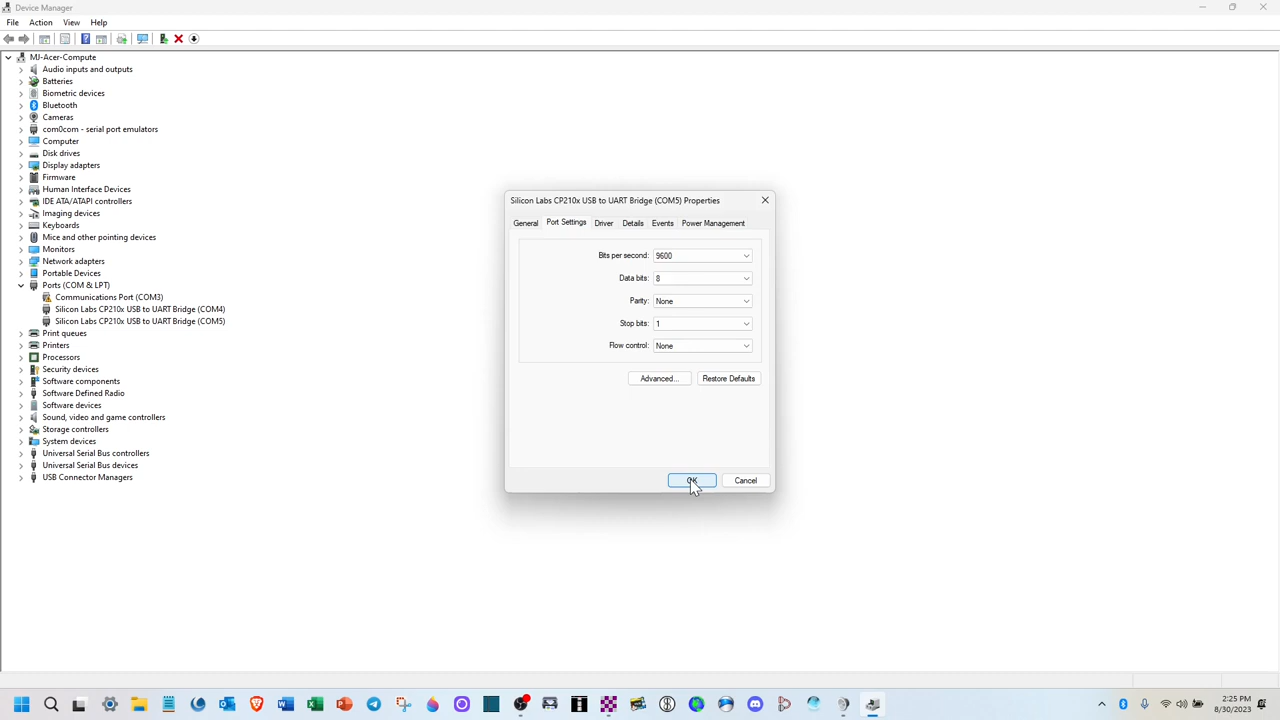 Device Manager
File Action View Help
MJ-Acer-Compute
Audio inputs and outputs
Batteries
Biometric devices
Bluetooth
Cameras
com0com - serial port emulators
Computer
Disk drives
Display adapters
Firmware
Human Interface Devices
IDE ATA/ATAPI controllers
Imaging devices
Keyboards
Mice and other pointing devices
Monitors
Network adapters
Portable Devices
Ports (COM & LPT)
Communications Port (COM3)
Silicon Labs CP210x USB to UART Bridge (COM4)
Silicon Labs CP210x USB to UART Bridge (COM5)
Print queues
Printers
Processors
Security devices
Software components
Software Defined Radio
Software devices
Sound, video and game controllers
Storage controllers
System devices
Universal Serial Bus controllers
Universal Serial Bus devices
USB Connector Managers
Silicon Labs CP210x USB to UART Bridge (COM5) Properties
General Port Settings Driver Details Events Power Management
Bits per second: 9600
Data bits: 8
Parity: None
Stop bits: 1
Flow control: None
Advanced... Restore Defaults
OK Cancel
2:25 PM
8/30/2023